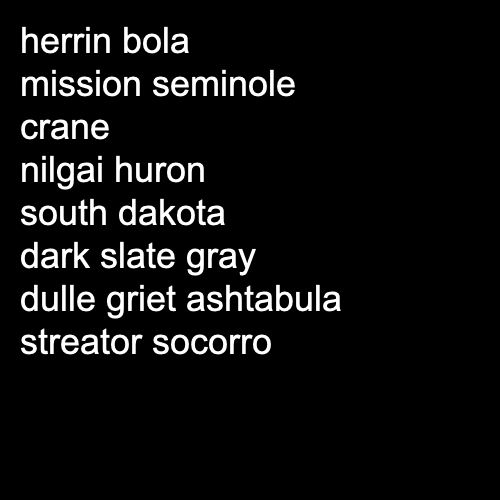 herrin bola
mission seminole
crane
nilgai huron
south dakota
dark slate gray
dulle griet ashtabula
streator socorro